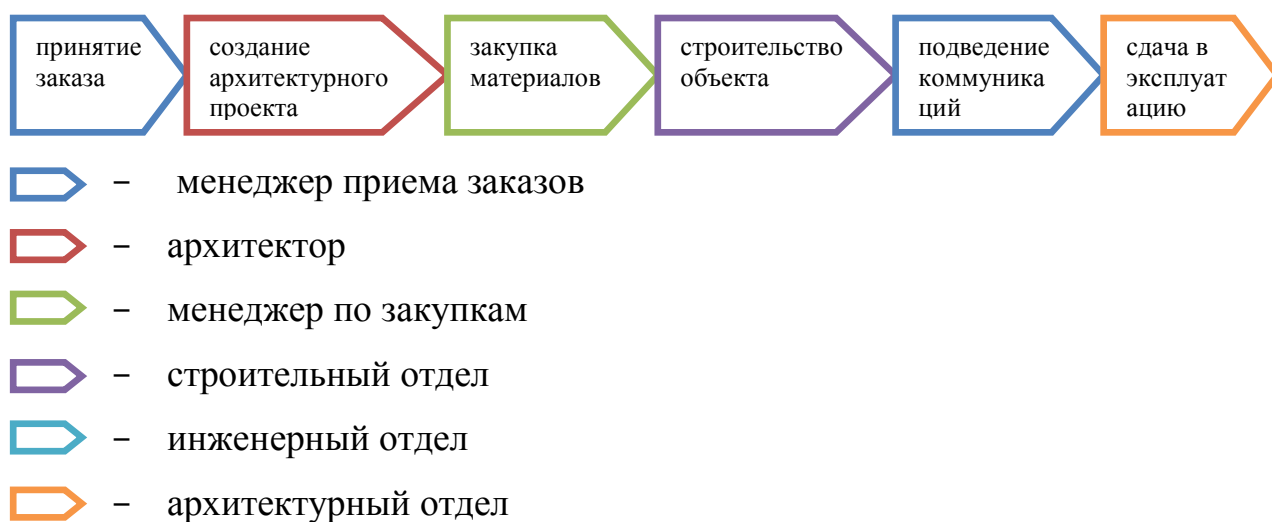 принятие
заказа
создание
архитектурного
проекта
закупка
материалов
строительство
объекта
подведение
коммуника
ций
сдача в
эксплуат
ацию
– менеджер приема заказов
– архитектор
– менеджер по закупкам
– строительный отдел
– инженерный отдел
– архитектурный отдел